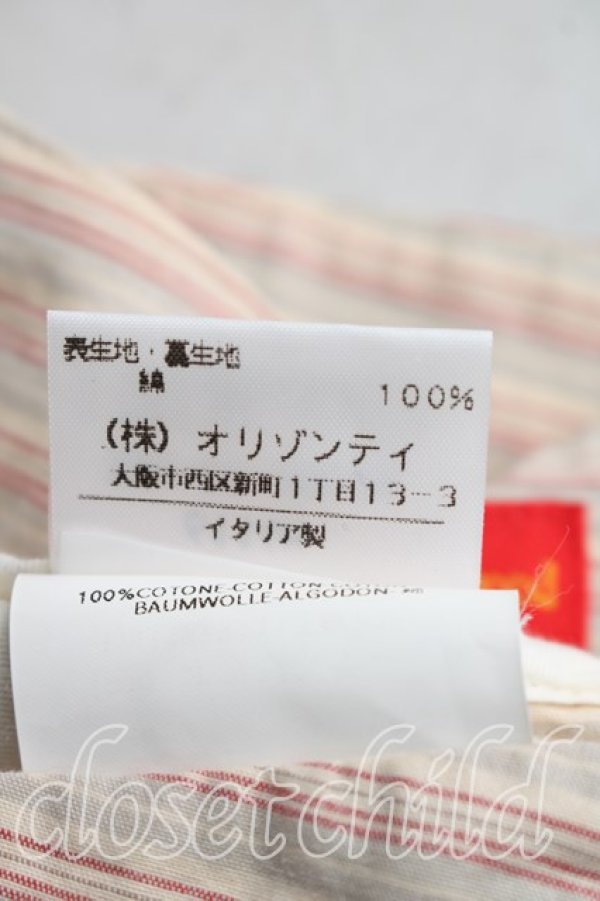 表生地・裏生地
綿
100%
(株) オリゾンティ
大阪市西区新町1丁目13-3
イタリア製
100%COTONE-COTTON-
BAUMWOLLE-ALGODON-
closetchild